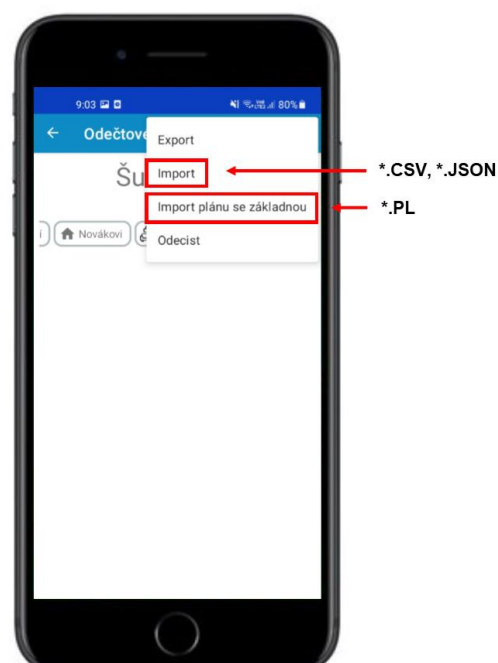 9:03 80%
Odečtove
Export
Šu
Import
*.CSV, *.JSON
Import plánu se základnou
*.PL
Novákovi
Odecist